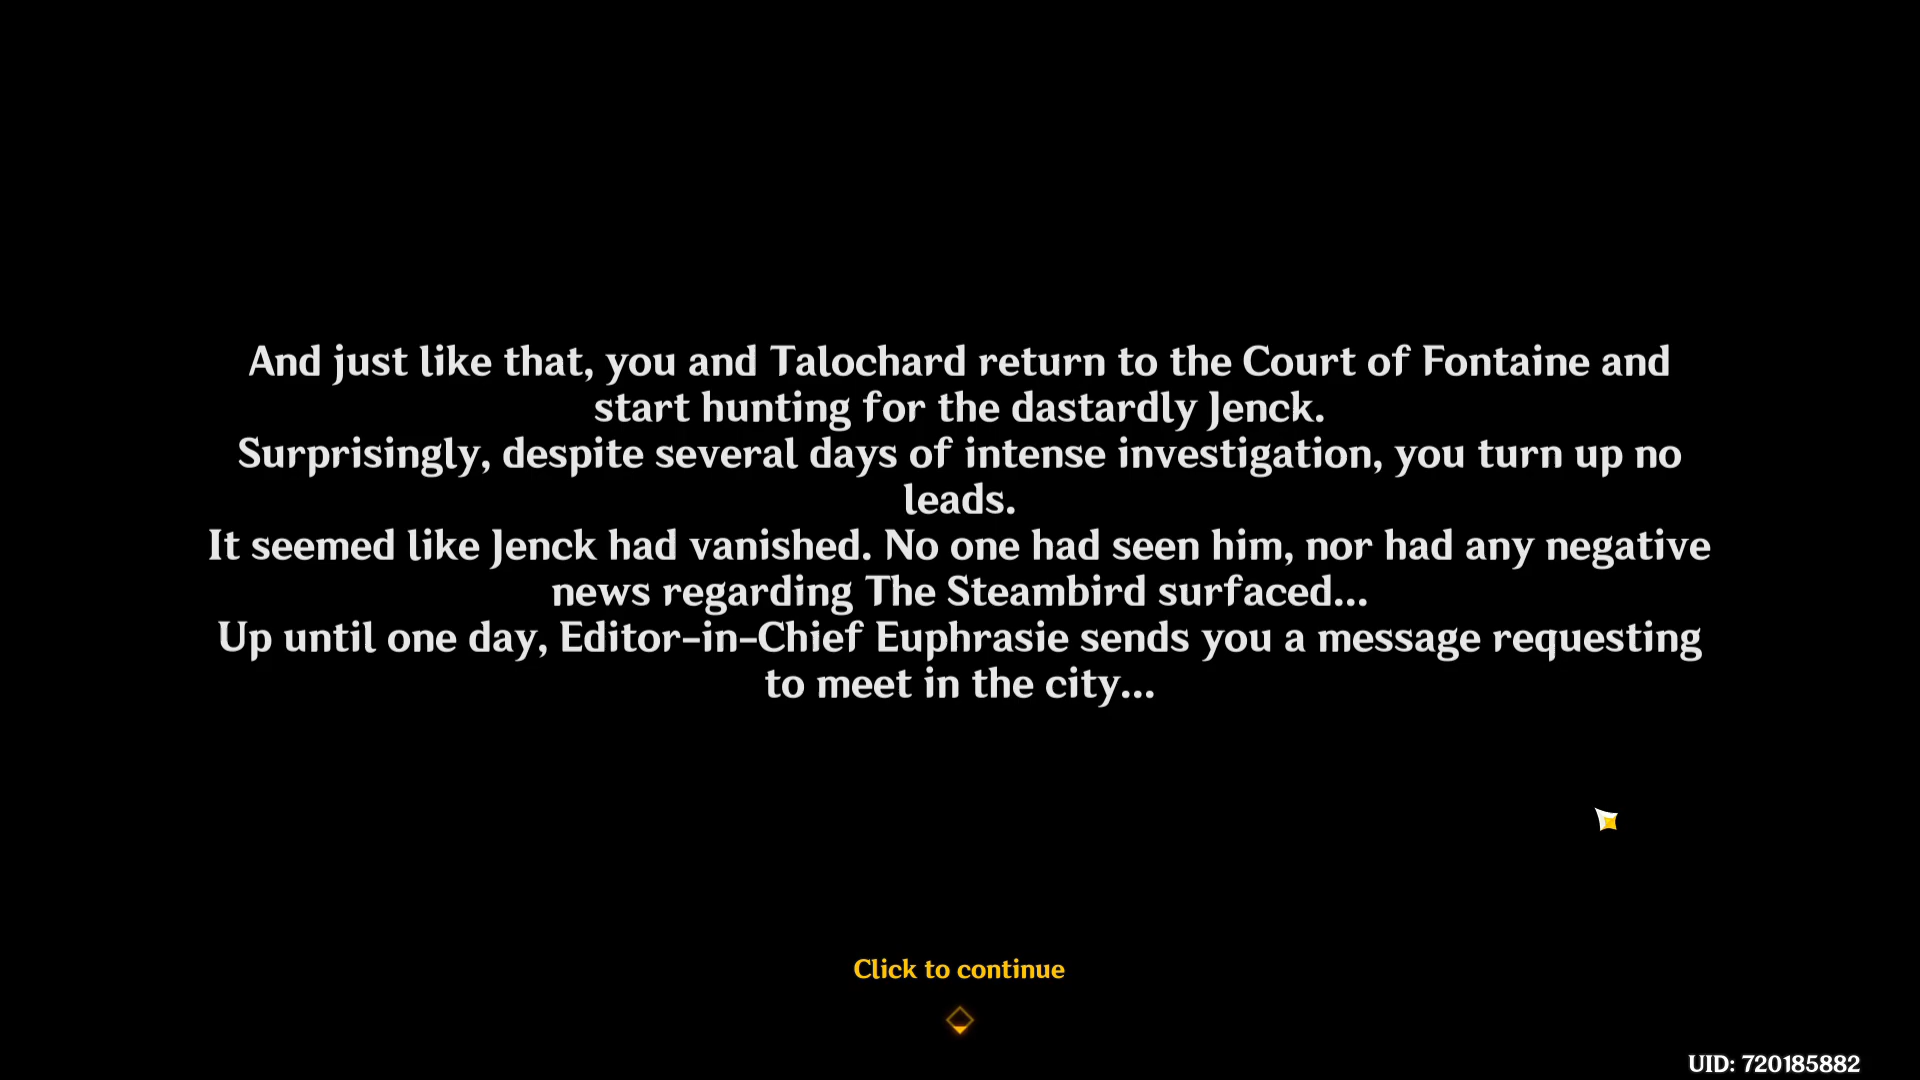 And just like that, you and Talochard return to the Court of Fontaine and
start hunting for the dastardly Jenck.
Surprisingly, despite several days of intense investigation, you turn up no
leads.
It seemed like Jenck had vanished. No one had seen him, nor had any negative
news regarding The Steambird surfaced...
Up until one day, Editor-in-Chief Euphrasie sends you a message requesting
to meet in the city...
Click to continue
UID: 720185882